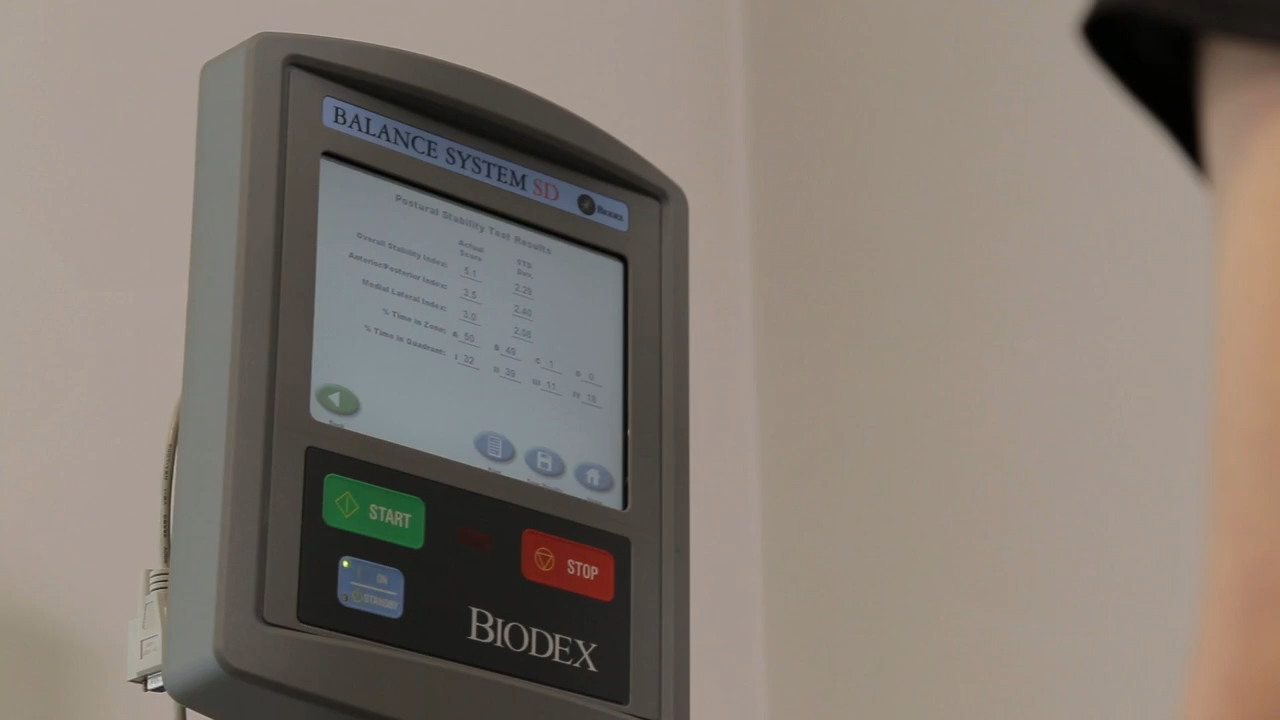 BALANCE SYSTEM SD BIODEX
Postural Stability Test Results
Actual Score STD. Dev.
Overall Stability Index: 5.1 2.29
Anterior/Posterior Index: 3.5 2.40
Medial Lateral Index: 3.0 2.06
% Time in Zone: A 50 B 49 C 1 D 0
% Time in Quadrant: I 32 II 39 III 11 IV 18
START
STOP
ON
STANDBY
BIODEX